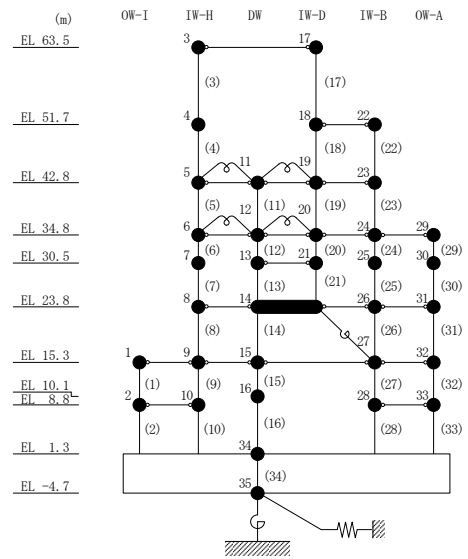 (m) OW-I IW-H DW IW-D IW-B OW-A
EL 63.5 3 17
(3) (17)
EL 51.7 4 18 22
(4) (18) (22)
11 19
EL 42.8 5 23
(5) (11) (19) (23)
12 20
EL 34.8 6 24 29
(6) (12) (20) (24) (29)
EL 30.5 7 13 21 25 30
(7) (13) (21) (25) (30)
EL 23.8 8 14 26 31
(8) (14) (26) (31)
27
EL 15.3 1 9 15 32
(1) (9) (15) (27) (32)
EL 10.1 16
EL 8.8 2 10 28 33
(2) (10) (16) (28) (33)
EL 1.3 34
(34)
EL -4.7 35